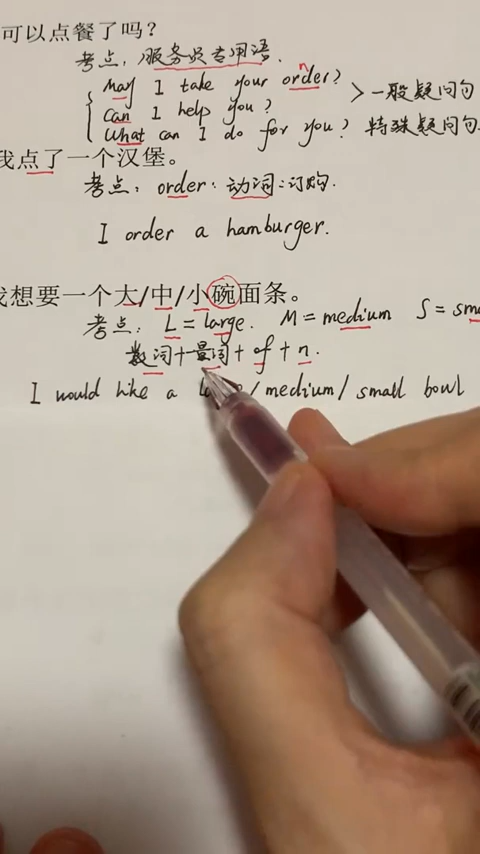 可以点餐了吗?
考点:服务员专用语.
May I take your order?
Can I help you? > 一般疑问句
What can I do for you? 特殊疑问句.
我点了一个汉堡。
考点:order:动词:订购.
I order a hamburger.
我想要一个大/中/小碗面条。
考点:L=large. M=medium S=sma
数词+量词+of+n.
I would like a /medium/small bowl